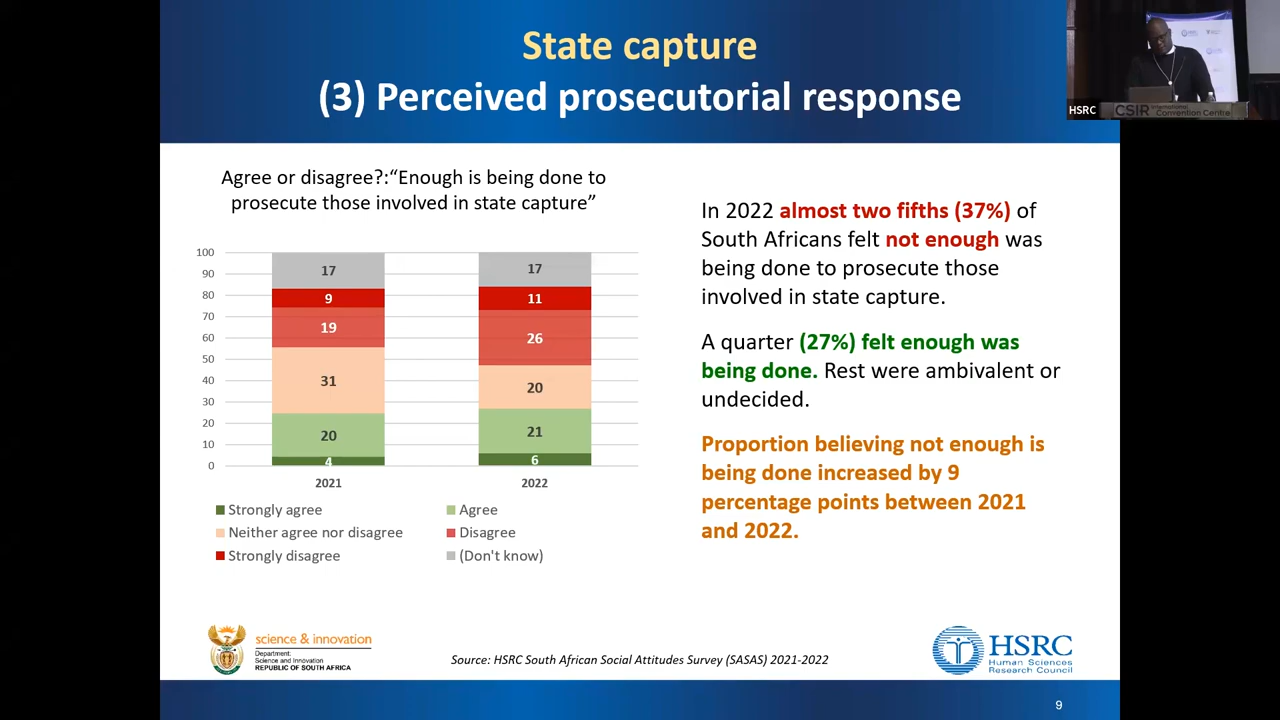 State capture
(3) Perceived prosecutorial response
HSRC
CSIR International
Convention Centre
Agree or disagree?:“Enough is being done to
prosecute those involved in state capture”
100
90
80
70
60
50
40
30
20
10
0
17
9
19
31
20
4
17
11
26
20
21
6
2021
2022
Strongly agree
Agree
Neither agree nor disagree
Disagree
Strongly disagree
(Don't know)
In 2022 almost two fifths (37%) of
South Africans felt not enough was
being done to prosecute those
involved in state capture.
A quarter (27%) felt enough was
being done. Rest were ambivalent or
undecided.
Proportion believing not enough is
being done increased by 9
percentage points between 2021
and 2022.
science & innovation
Department:
Science and Innovation
REPUBLIC OF SOUTH AFRICA
Source: HSRC South African Social Attitudes Survey (SASAS) 2021-2022
HSRC
Human Sciences
Research Council
9